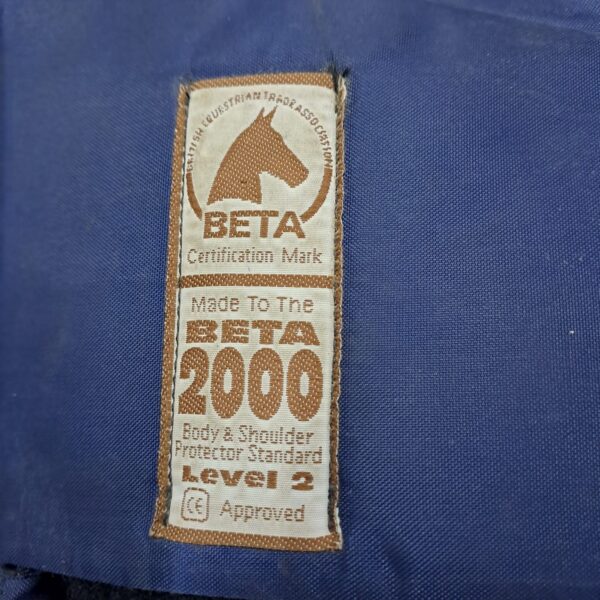 BRITISH EQUESTRIAN TRADE ASSOCIATION
BETA
Certification Mark
Made To The
BETA
2000
Body & Shoulder
Protector Standard
Level 2
CE Approved